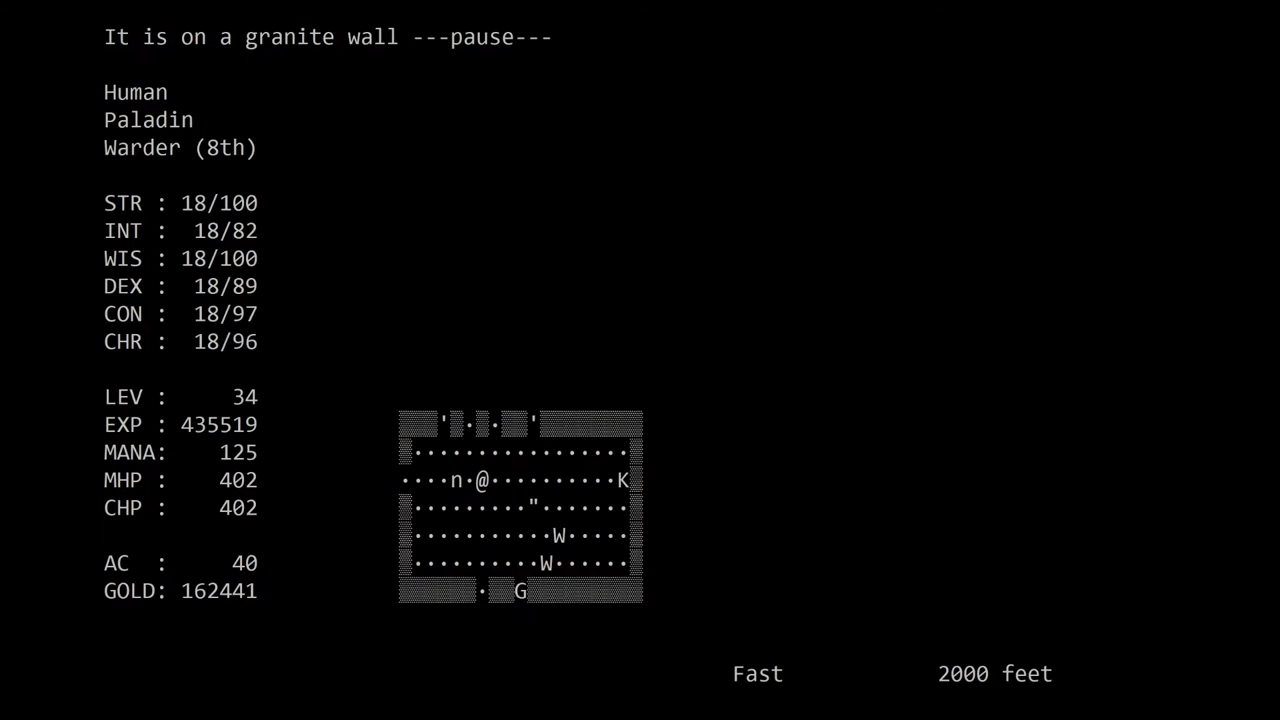 It is on a granite wall ---pause---
Human
Paladin
Warder (8th)
STR : 18/100
INT : 18/82
WIS : 18/100
DEX : 18/89
CON : 18/97
CHR : 18/96
LEV : 34
EXP : 435519
MANA: 125
MHP : 402
CHP : 402
AC : 40
GOLD: 162441
▒▒▒'▒·▒·▒▒'▒▒▒▒▒▒▒▒
▒·················▒
····n·@··········K▒
▒·········"·······▒
▒···········W·····▒
▒··········W······▒
▒▒▒▒▒▒·▒▒G▒▒▒▒▒▒▒▒▒
Fast 2000 feet